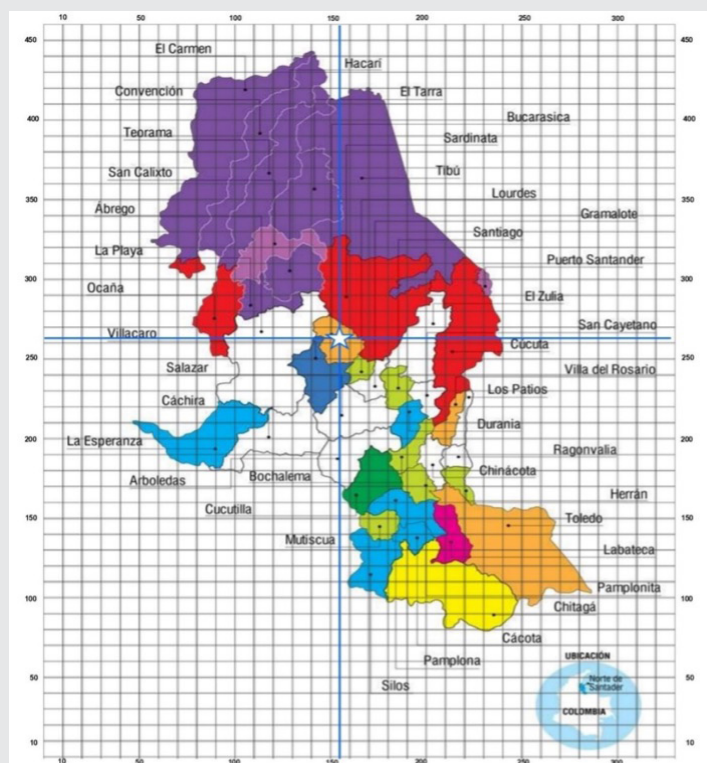 10 50 100 150 200 250 300
450 450
El Carmen
Hacarí
Convención
El Tarra
400 400
Bucarasica
Teorama
Sardinata
San Calixto
Tibú
350 350
Lourdes
Ábrego
Gramalote
Santiago
La Playa
Puerto Santander
300 300
Ocaña
El Zulia
Villacaro
San Cayetano
Cúcuta
250 250
Salazar
Villa del Rosario
Los Patios
Cáchira
Durania
200 200
La Esperanza
Ragonvalia
Chinácota
Arboledas
Bochalema
Herrán
Cucutilla
Toledo
150 150
Mutiscua
Labateca
Pamplonita
100 100
Chitagá
Cácota
UBICACIÓN
Pamplona
Norte de
Santader
50 50
Silos
COLOMBIA
10 10
10 50 100 150 200 250 300